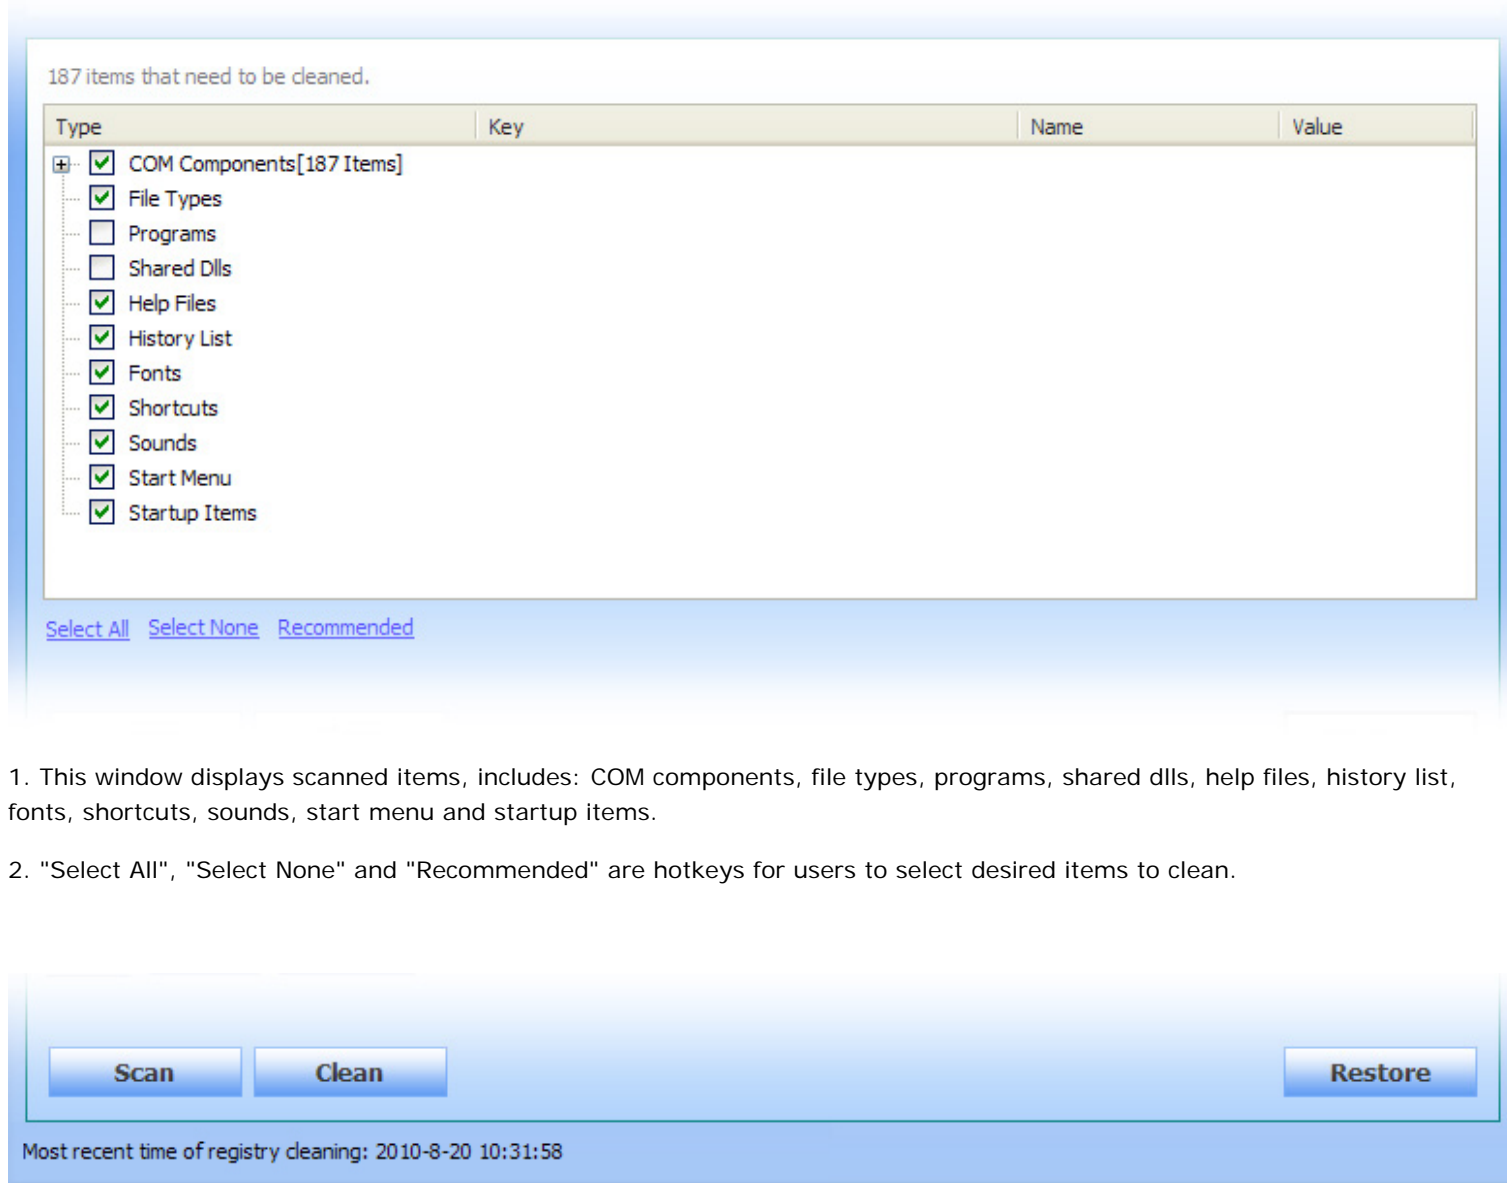 187 items that need to be cleaned.
Type Key Name Value
COM Components[187 Items]
File Types
Programs
Shared Dlls
Help Files
History List
Fonts
Shortcuts
Sounds
Start Menu
Startup Items
Select All Select None Recommended
1. This window displays scanned items, includes: COM components, file types, programs, shared dlls, help files, history list,
fonts, shortcuts, sounds, start menu and startup items.
2. "Select All", "Select None" and "Recommended" are hotkeys for users to select desired items to clean.
Scan Clean Restore
Most recent time of registry cleaning: 2010-8-20 10:31:58